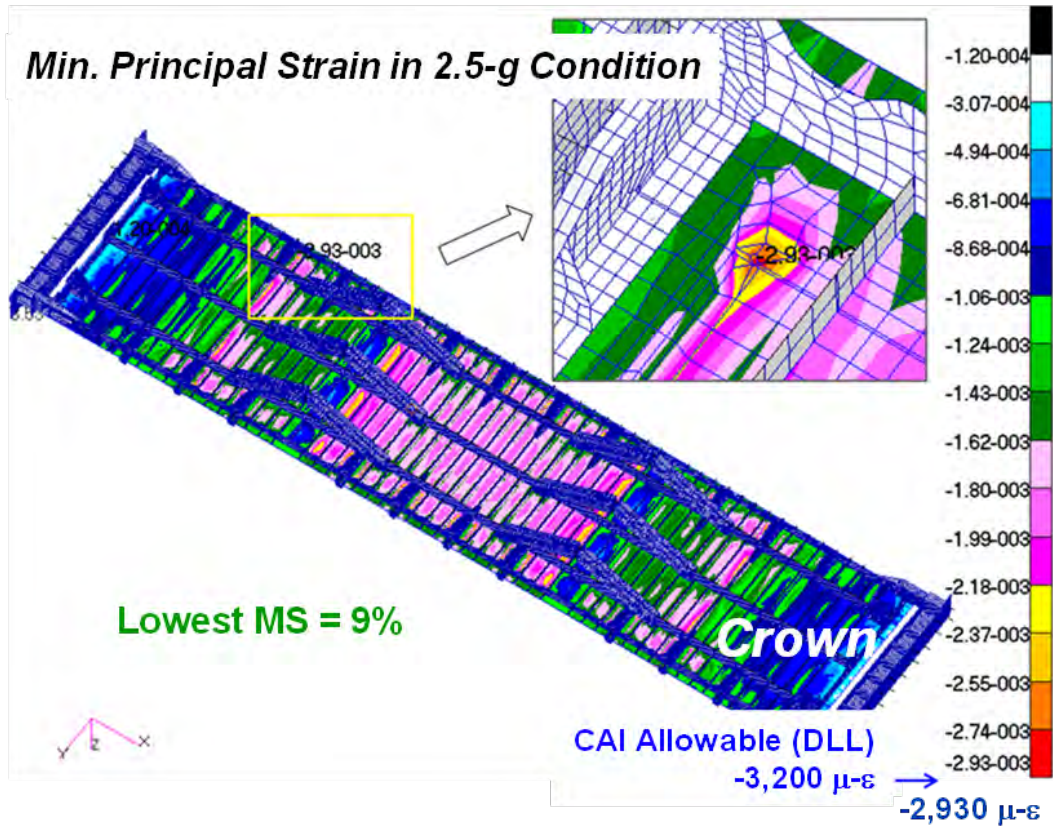 Min. Principal Strain in 2.5-g Condition
-2.93-003
2.93-003
Lowest MS = 9%
Crown
Y
Z
X
CAI Allowable (DLL)
-3,200 μ-ε
-2,930 μ-ε
-1.20-004
-3.07-004
-4.94-004
-6.81-004
-8.68-004
-1.06-003
-1.24-003
-1.43-003
-1.62-003
-1.80-003
-1.99-003
-2.18-003
-2.37-003
-2.55-003
-2.74-003
-2.93-003